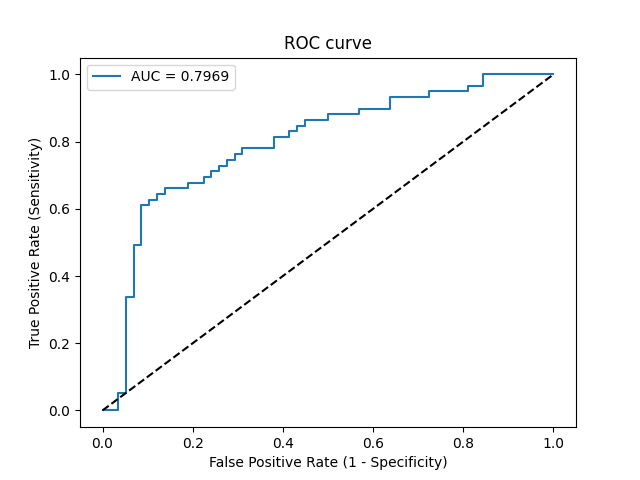 ROC curve
AUC = 0.7969
1.0
0.8
0.6
0.4
0.2
0.0
True Positive Rate (Sensitivity)
0.0 0.2 0.4 0.6 0.8 1.0
False Positive Rate (1 - Specificity)